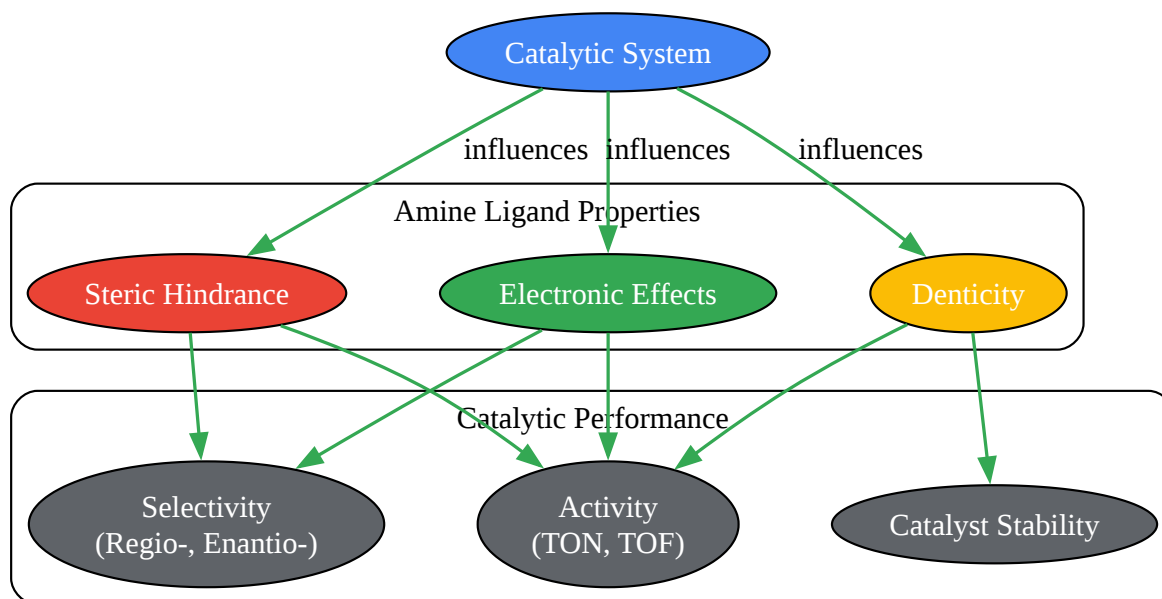 Catalytic System
influences
influences
influences
Amine Ligand Properties
Steric Hindrance
Electronic Effects
Denticity
Catalytic Performance
Selectivity
(Regio-, Enantio-)
Activity
(TON, TOF)
Catalyst Stability